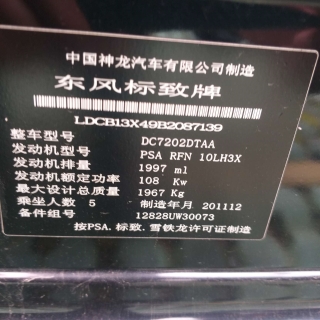 中国神龙汽车有限公司制造
东风标致牌
LDCB13X49B2087139
整车型号 DC7202DTAA
发动机型号 PSA RFN 10LH3X
发动机排量 1997 ml
发动机额定功率 108 Kw
最大设计总质量 1967 Kg
乘坐人数 5 制造年月 201112
备件组号 12828UW30073
按PSA.标致.雪铁龙许可证制造